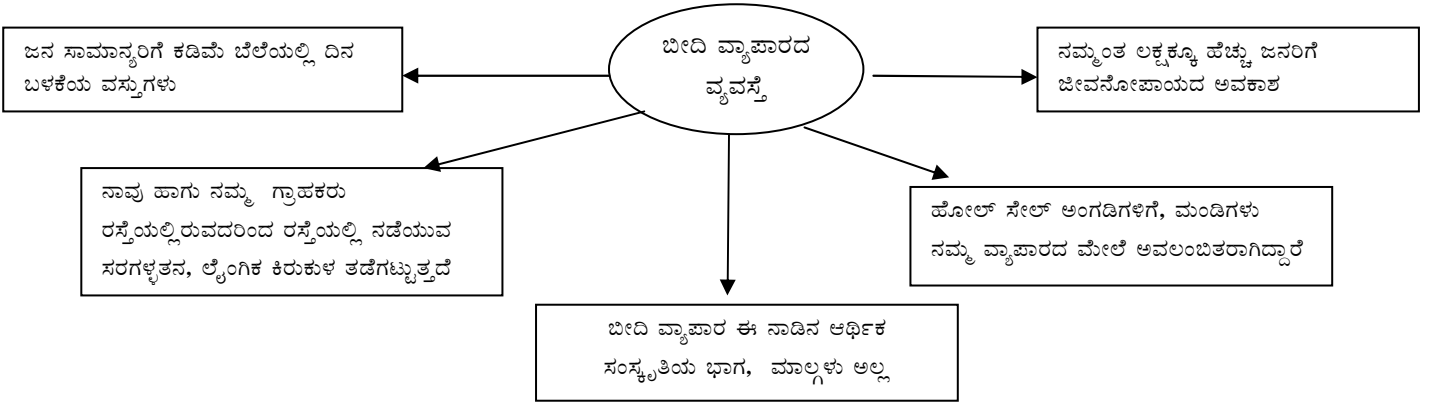 ಬೀದಿ ವ್ಯಾಪಾರದ
ವ್ಯವಸ್ತೆ
ಜನ ಸಾಮಾನ್ಯರಿಗೆ ಕಡಿಮೆ ಬೆಲೆಯಲ್ಲಿ ದಿನ
ಬಳಕೆಯ ವಸ್ತುಗಳು
ನಮ್ಮಂತ ಲಕ್ಷಕ್ಕೂ ಹೆಚ್ಚು ಜನರಿಗೆ
ಜೀವನೋಪಾಯದ ಅವಕಾಶ
ನಾವು ಹಾಗು ನಮ್ಮ ಗ್ರಾಹಕರು
ರಸ್ತೆಯಲ್ಲಿರುವದರಿಂದ ರಸ್ತೆಯಲ್ಲಿ ನಡೆಯುವ
ಸರಗಳ್ಳತನ, ಲೈಂಗಿಕ ಕಿರುಕುಳ ತಡೆಗಟ್ಟುತ್ತದೆ
ಹೋಲ್ ಸೇಲ್ ಅಂಗಡಿಗಳಿಗೆ, ಮಂಡಿಗಳು
ನಮ್ಮ ವ್ಯಾಪಾರದ ಮೇಲೆ ಅವಲಂಬಿತರಾಗಿದ್ದಾರೆ
ಬೀದಿ ವ್ಯಾಪಾರ ಈ ನಾಡಿನ ಆರ್ಥಿಕ
ಸಂಸ್ಕೃತಿಯ ಭಾಗ, ಮಾಲ್ಗಳು ಅಲ್ಲ